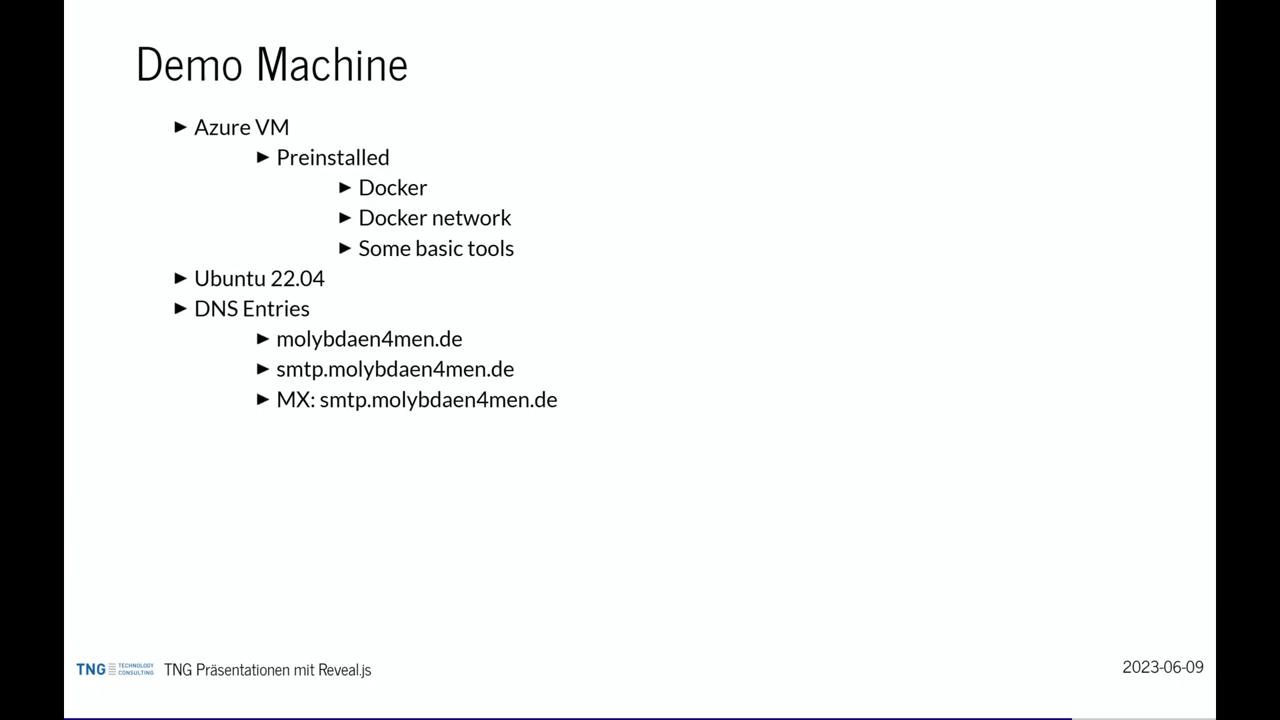 Demo Machine
Azure VM
Preinstalled
Docker
Docker network
Some basic tools
Ubuntu 22.04
DNS Entries
molybdaen4men.de
smtp.molybdaen4men.de
MX: smtp.molybdaen4men.de
TNG TECHNOLOGY CONSULTING TNG Präsentationen mit Reveal.js
2023-06-09